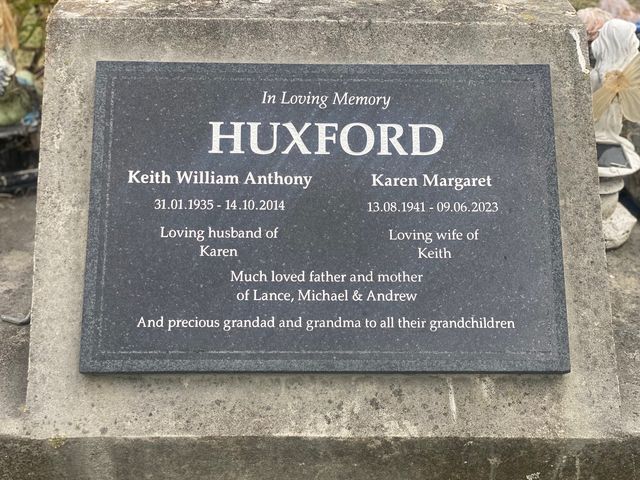 In Loving Memory
HUXFORD
Keith William Anthony
31.01.1935 - 14.10.2014
Loving husband of
Karen
Karen Margaret
13.08.1941 - 09.06.2023
Loving wife of
Keith
Much loved father and mother
of Lance, Michael & Andrew
And precious grandad and grandma to all their grandchildren